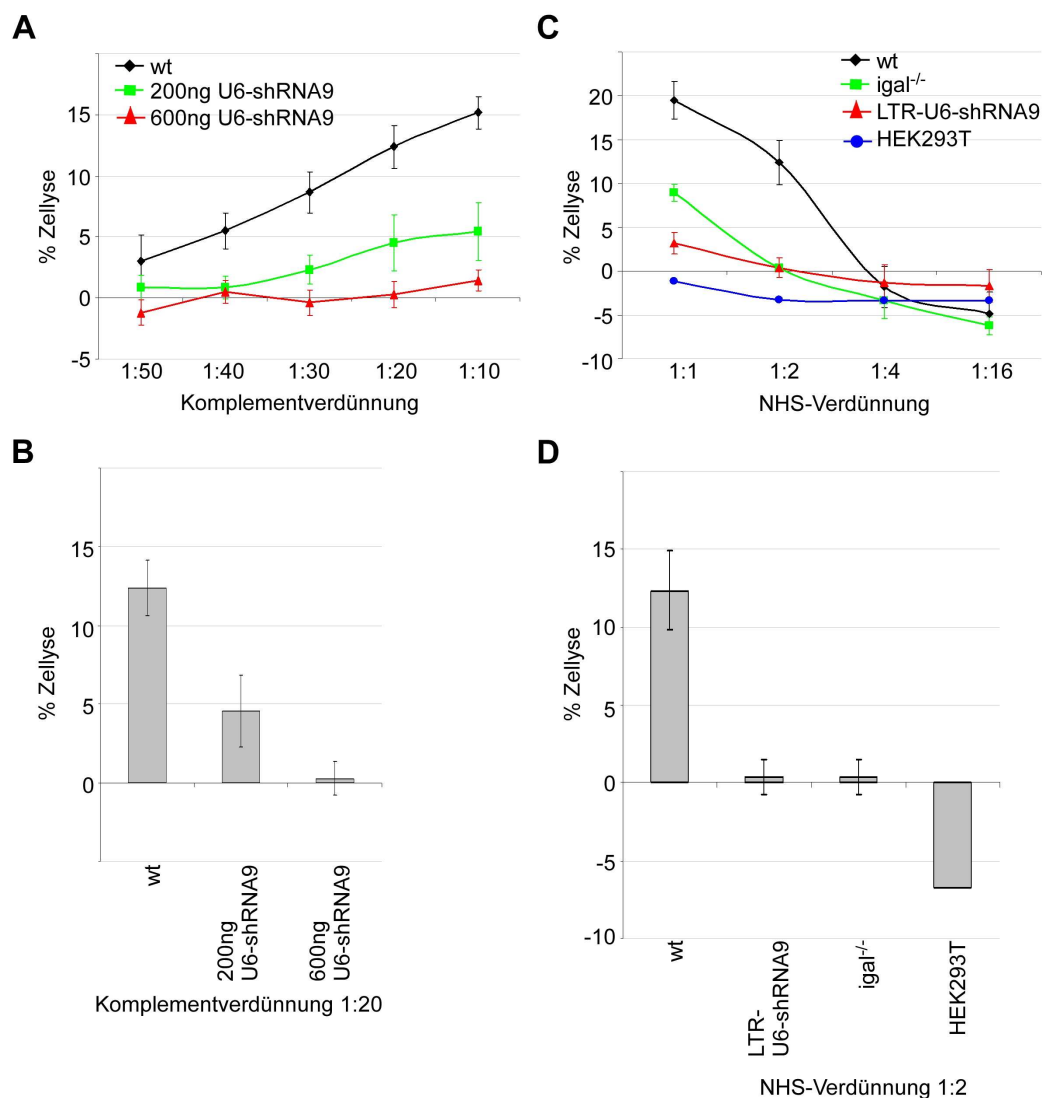 A
wt
200ng U6-shRNA9
600ng U6-shRNA9
15
10
5
0
-5
% Zellyse
1:50 1:40 1:30 1:20 1:10
Komplementverdünnung
C
wt
igal-/-
LTR-U6-shRNA9
HEK293T
20
15
10
5
0
-5
-10
% Zellyse
1:1 1:2 1:4 1:16
NHS-Verdünnung
B
15
10
5
0
% Zellyse
wt
200ng
U6-shRNA9
600ng
U6-shRNA9
Komplementverdünnung 1:20
D
15
10
5
0
-5
-10
% Zellyse
wt
LTR-
U6-shRNA9
igal-/-
HEK293T
NHS-Verdünnung 1:2